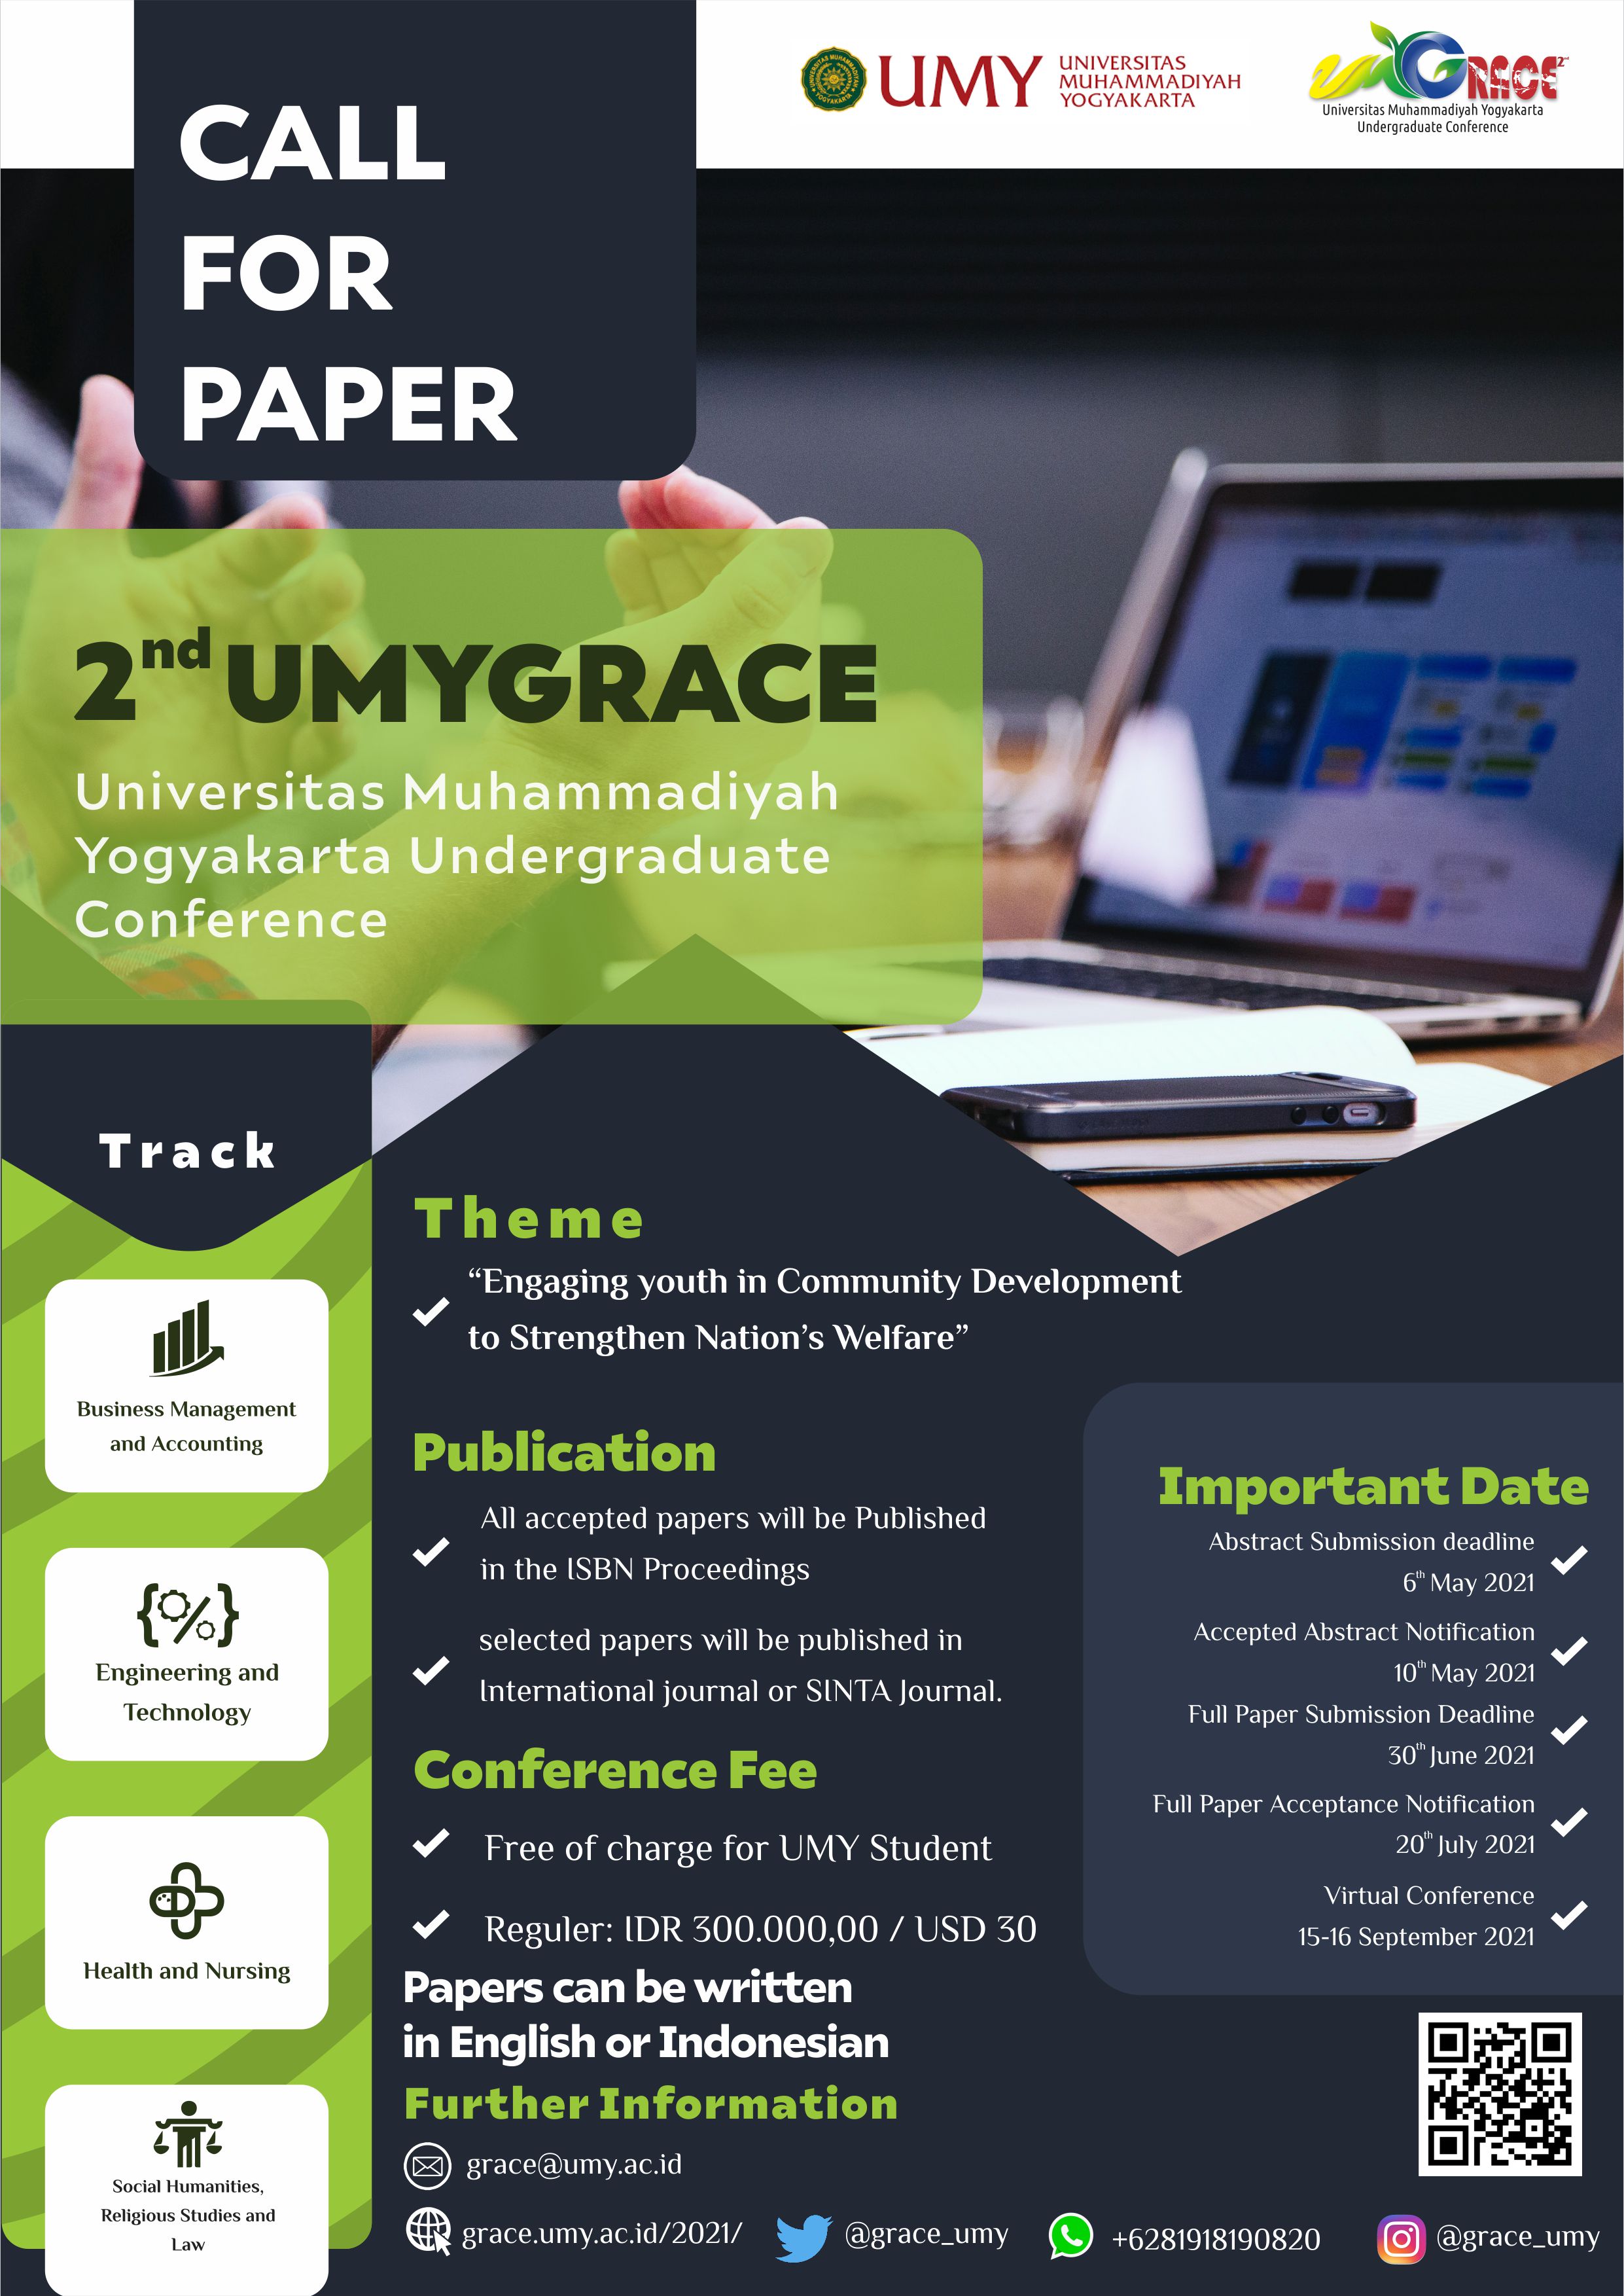 CALL
FOR
PAPER
UMY
UNIVERSITAS
MUHAMMADIYAH
YOGYAKARTA
umyGRACE 2nd
Universitas Muhammadiyah Yogyakarta
Undergraduate Conference
2nd UMYGRACE
Universitas Muhammadiyah
Yogyakarta Undergraduate
Conference
Track
Business Management
and Accounting
Engineering and
Technology
Health and Nursing
Social Humanities,
Religious Studies and
Law
Theme
“Engaging youth in Community Development
to Strengthen Nation’s Welfare”
Publication
All accepted papers will be Published
in the ISBN Proceedings
selected papers will be published in
International journal or SINTA Journal.
Conference Fee
Free of charge for UMY Student
Reguler: IDR 300.000,00 / USD 30
Papers can be written
in English or Indonesian
Important Date
Abstract Submission deadline
6th May 2021
Accepted Abstract Notification
10th May 2021
Full Paper Submission Deadline
30th June 2021
Full Paper Acceptance Notification
20th July 2021
Virtual Conference
15-16 September 2021
Further Information
grace@umy.ac.id
grace.umy.ac.id/2021/
@grace_umy
+6281918190820
@grace_umy